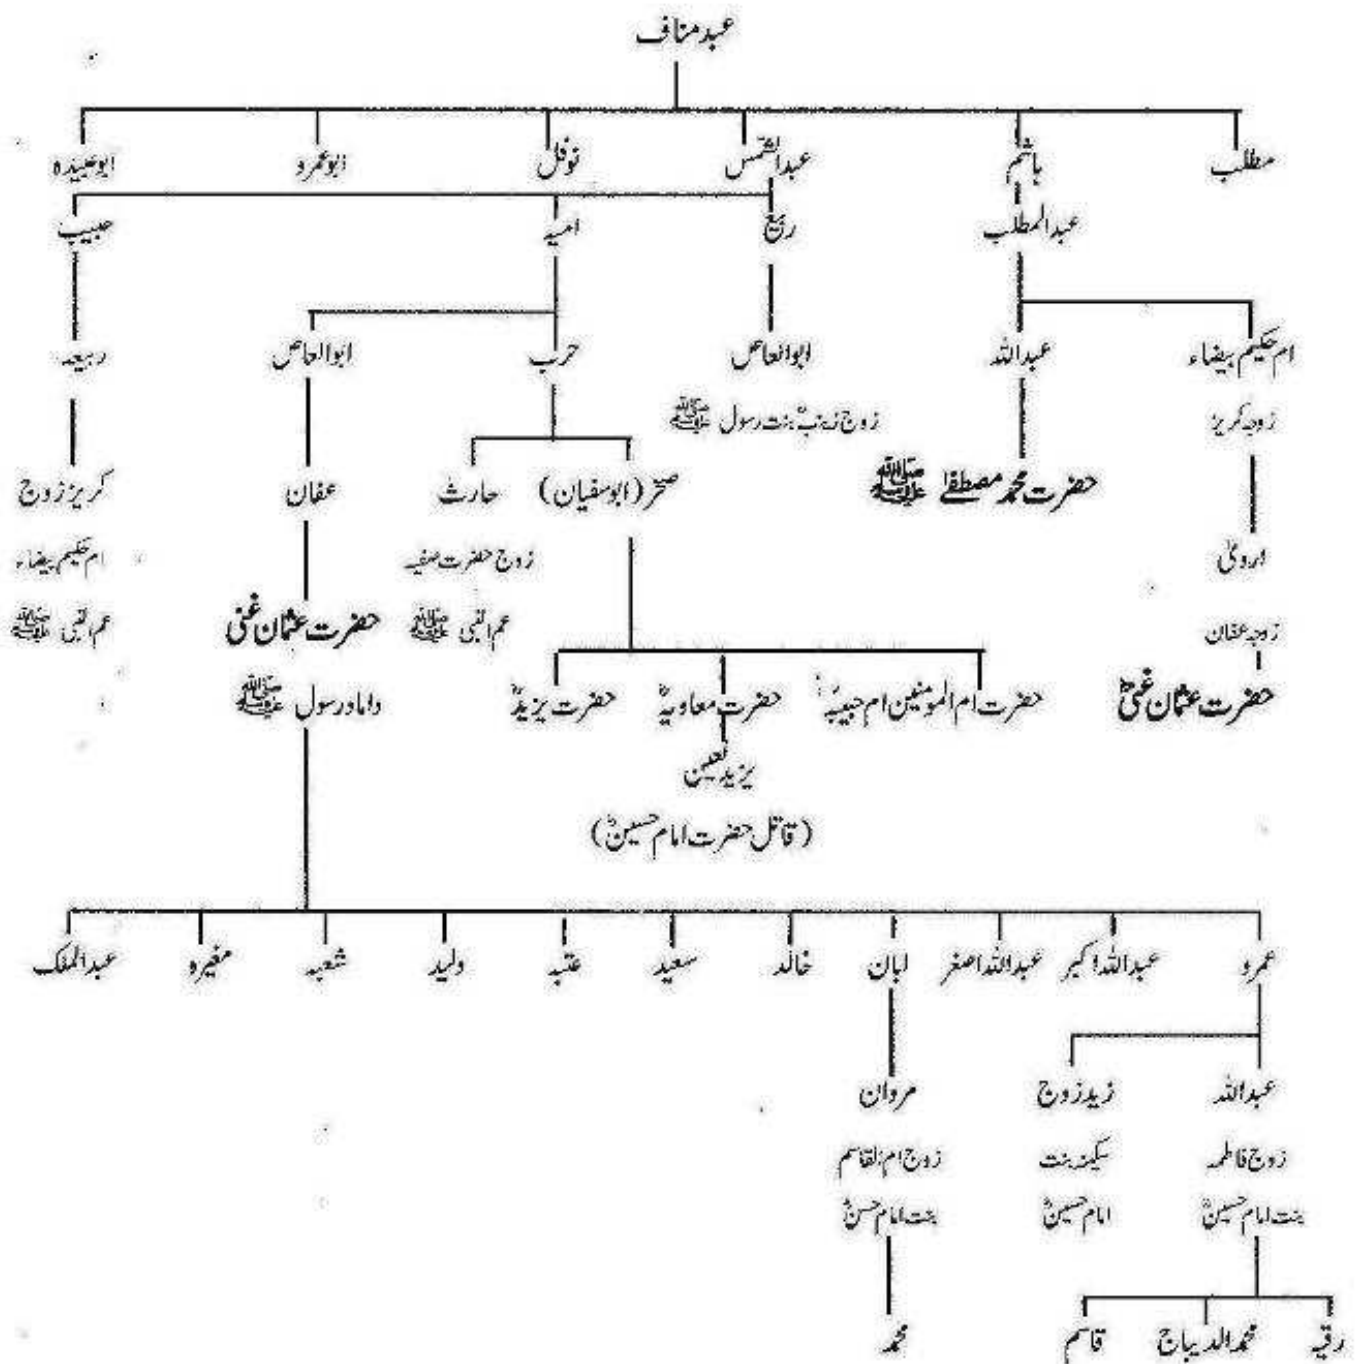 عبد مناف
مطلب ہاشم عبدالشمس نوفل ابوعمرو ابوعبیدہ
عبدالمطلب ربیع امیہ حبیب
ام حکیم بیضاء عبداللہ ابوالعاص حرب ابوالعاص ربیعہ
زوجہ کریز زوج زینبؓ بنت رسول ﷺ
حضرت محمد مصطفےٰ ﷺ صخر (ابوسفیان) حارث عفان کریز زوج
ارویٰ زوج حضرت صفیہ ام حکیم بیضاء
زوجہ عفان عم النبی ﷺ حضرت عثمان غنی عم النبی ﷺ
حضرت عثمان غنیؓ حضرت ام المومنین ام حبیبہؓ حضرت معاویہؓ حضرت یزیدؓ داماد رسول ﷺ
یزید لعین
(قاتل حضرت امام حسینؓ)
عمرو عبداللہ اکبر عبداللہ اصغر ابان خالد سعید عتبہ ولید شعبہ مغیرہ عبدالملک
عبداللہ زید زوج مروان
زوج فاطمہ سکینہ بنت زوج ام القاسم
بنت امام حسینؓ امام حسینؓ بنت امام حسنؓ
رقیہ محمد الدیباج قاسم محمد